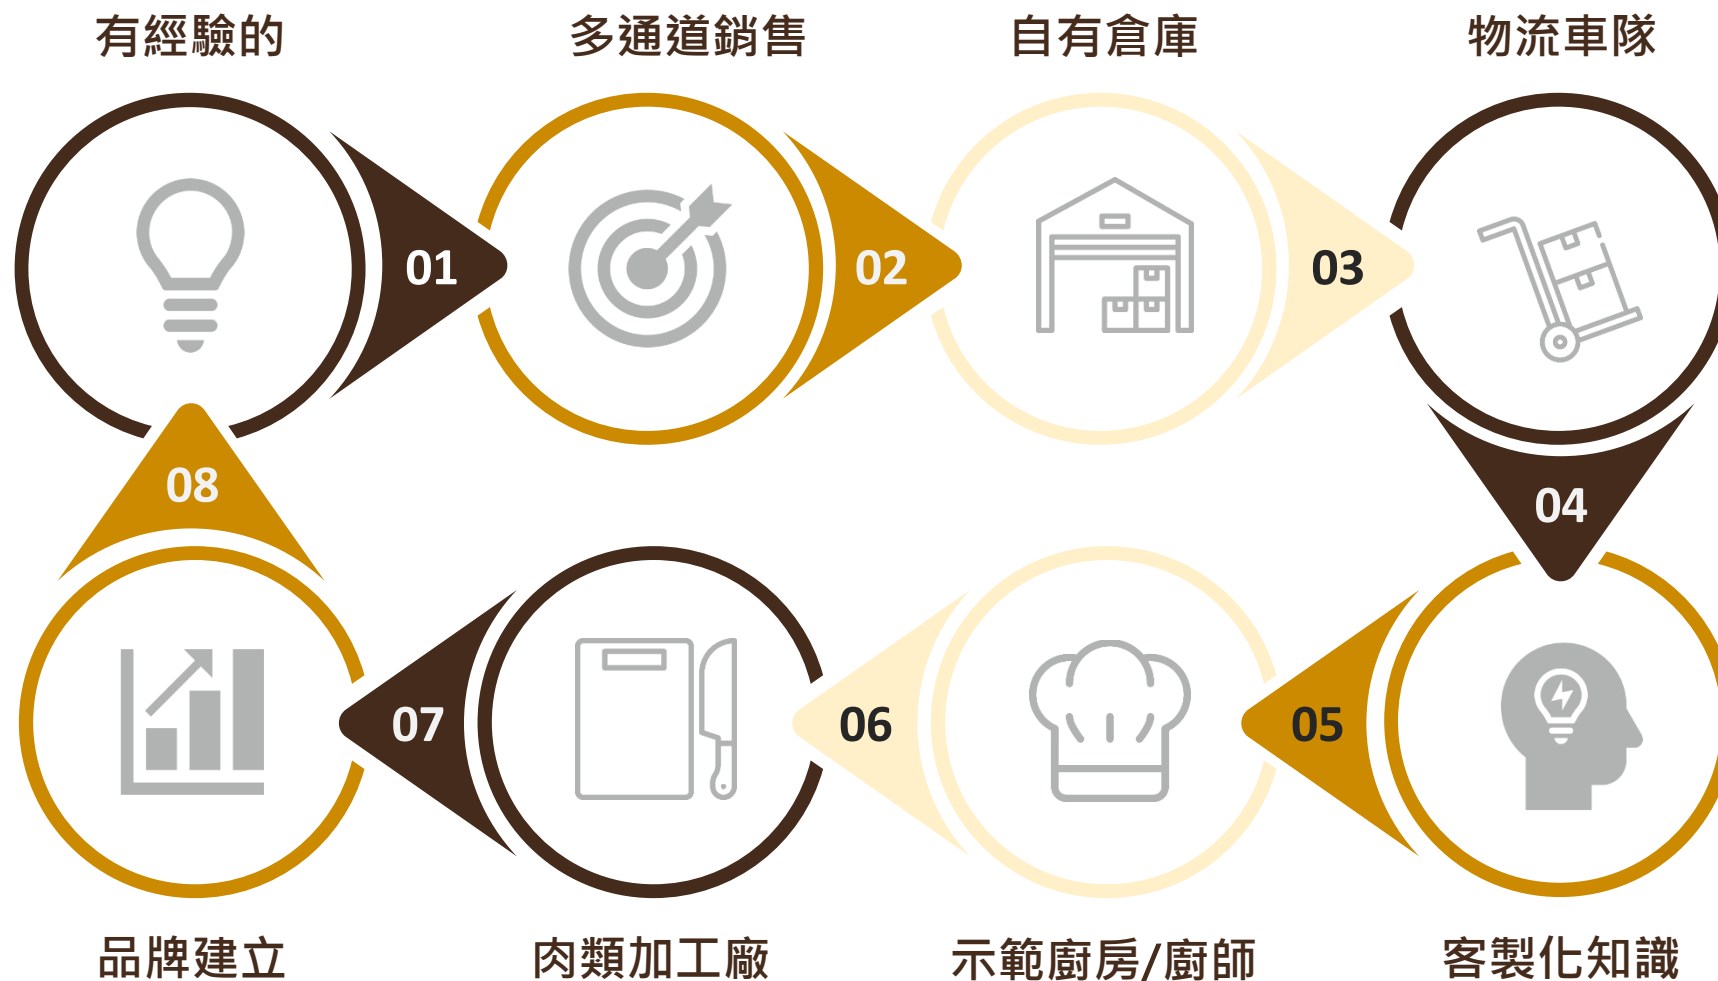 有經驗的
多通道銷售
自有倉庫
物流車隊
01
02
03
04
08
07
06
05
品牌建立
肉類加工廠
示範廚房/廚師
客製化知識